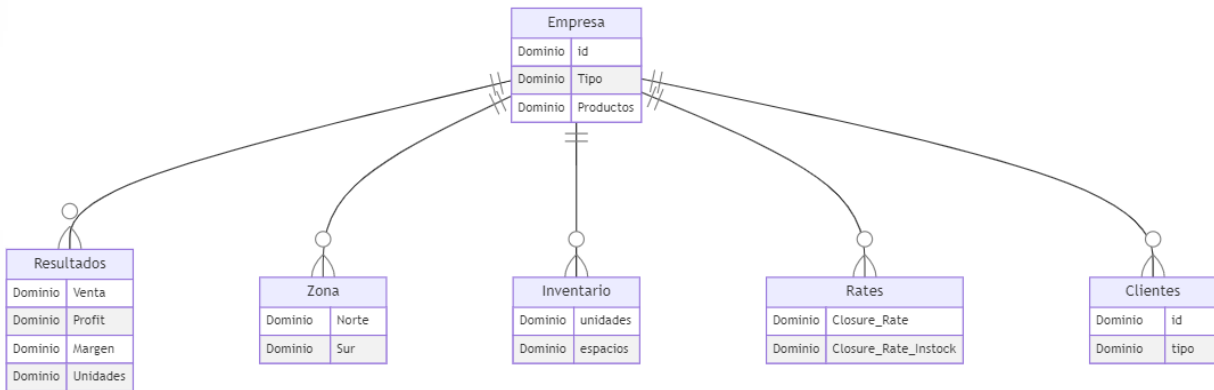 Empresa
Dominio id
Dominio Tipo
Dominio Productos
Resultados
Dominio Venta
Dominio Profit
Dominio Margen
Dominio Unidades
Zona
Dominio Norte
Dominio Sur
Inventario
Dominio unidades
Dominio espacios
Rates
Dominio Closure_Rate
Dominio Closure_Rate_Instock
Clientes
Dominio id
Dominio tipo